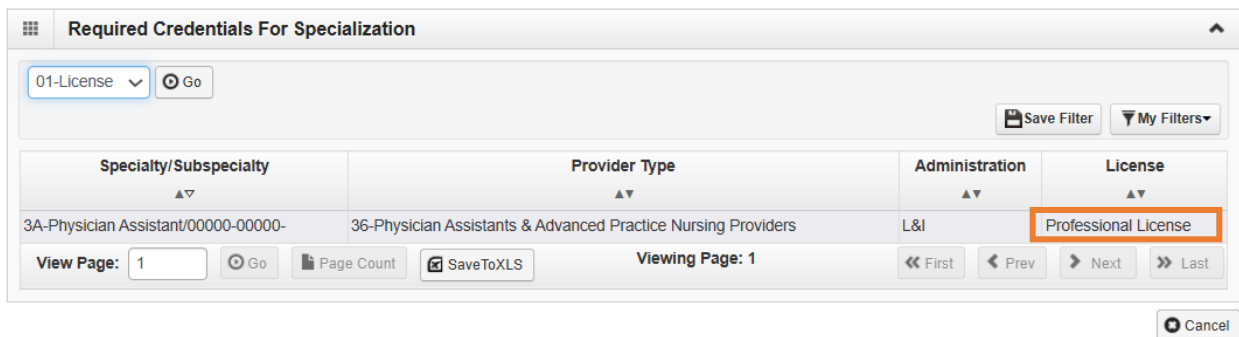 Required Credentials For Specialization
01-License Go
Save Filter My Filters
Specialty/Subspecialty Provider Type Administration License
3A-Physician Assistant/00000-00000- 36-Physician Assistants & Advanced Practice Nursing Providers L&I Professional License
View Page: 1 Go Page Count SaveToXLS Viewing Page: 1 First Prev Next Last
Cancel